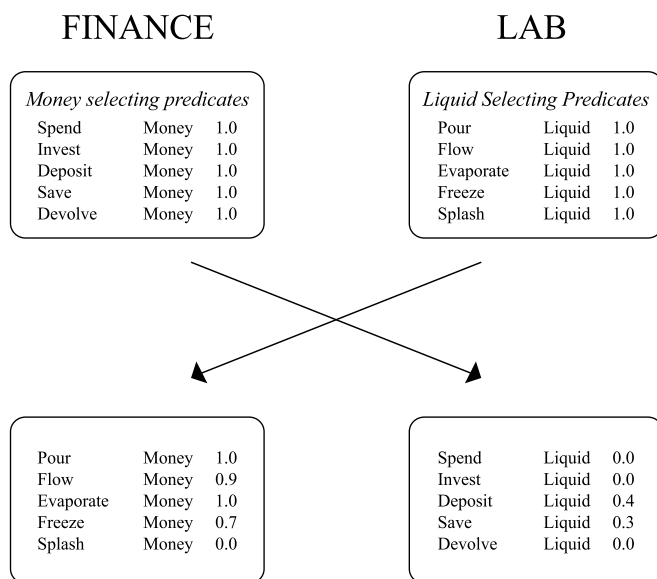 FINANCE
LAB
Money selecting predicates
Spend Money 1.0
Invest Money 1.0
Deposit Money 1.0
Save Money 1.0
Devolve Money 1.0
Liquid Selecting Predicates
Pour Liquid 1.0
Flow Liquid 1.0
Evaporate Liquid 1.0
Freeze Liquid 1.0
Splash Liquid 1.0
Pour Money 1.0
Flow Money 0.9
Evaporate Money 1.0
Freeze Money 0.7
Splash Money 0.0
Spend Liquid 0.0
Invest Liquid 0.0
Deposit Liquid 0.4
Save Liquid 0.3
Devolve Liquid 0.0